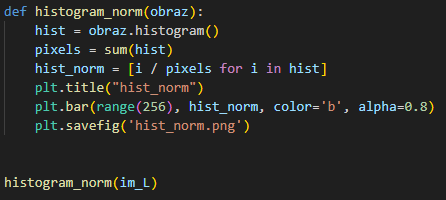 def histogram_norm(obraz):
    hist = obraz.histogram()
    pixels = sum(hist)
    hist_norm = [i / pixels for i in hist]
    plt.title("hist_norm")
    plt.bar(range(256), hist_norm, color='b', alpha=0.8)
    plt.savefig('hist_norm.png')
histogram_norm(im_L)